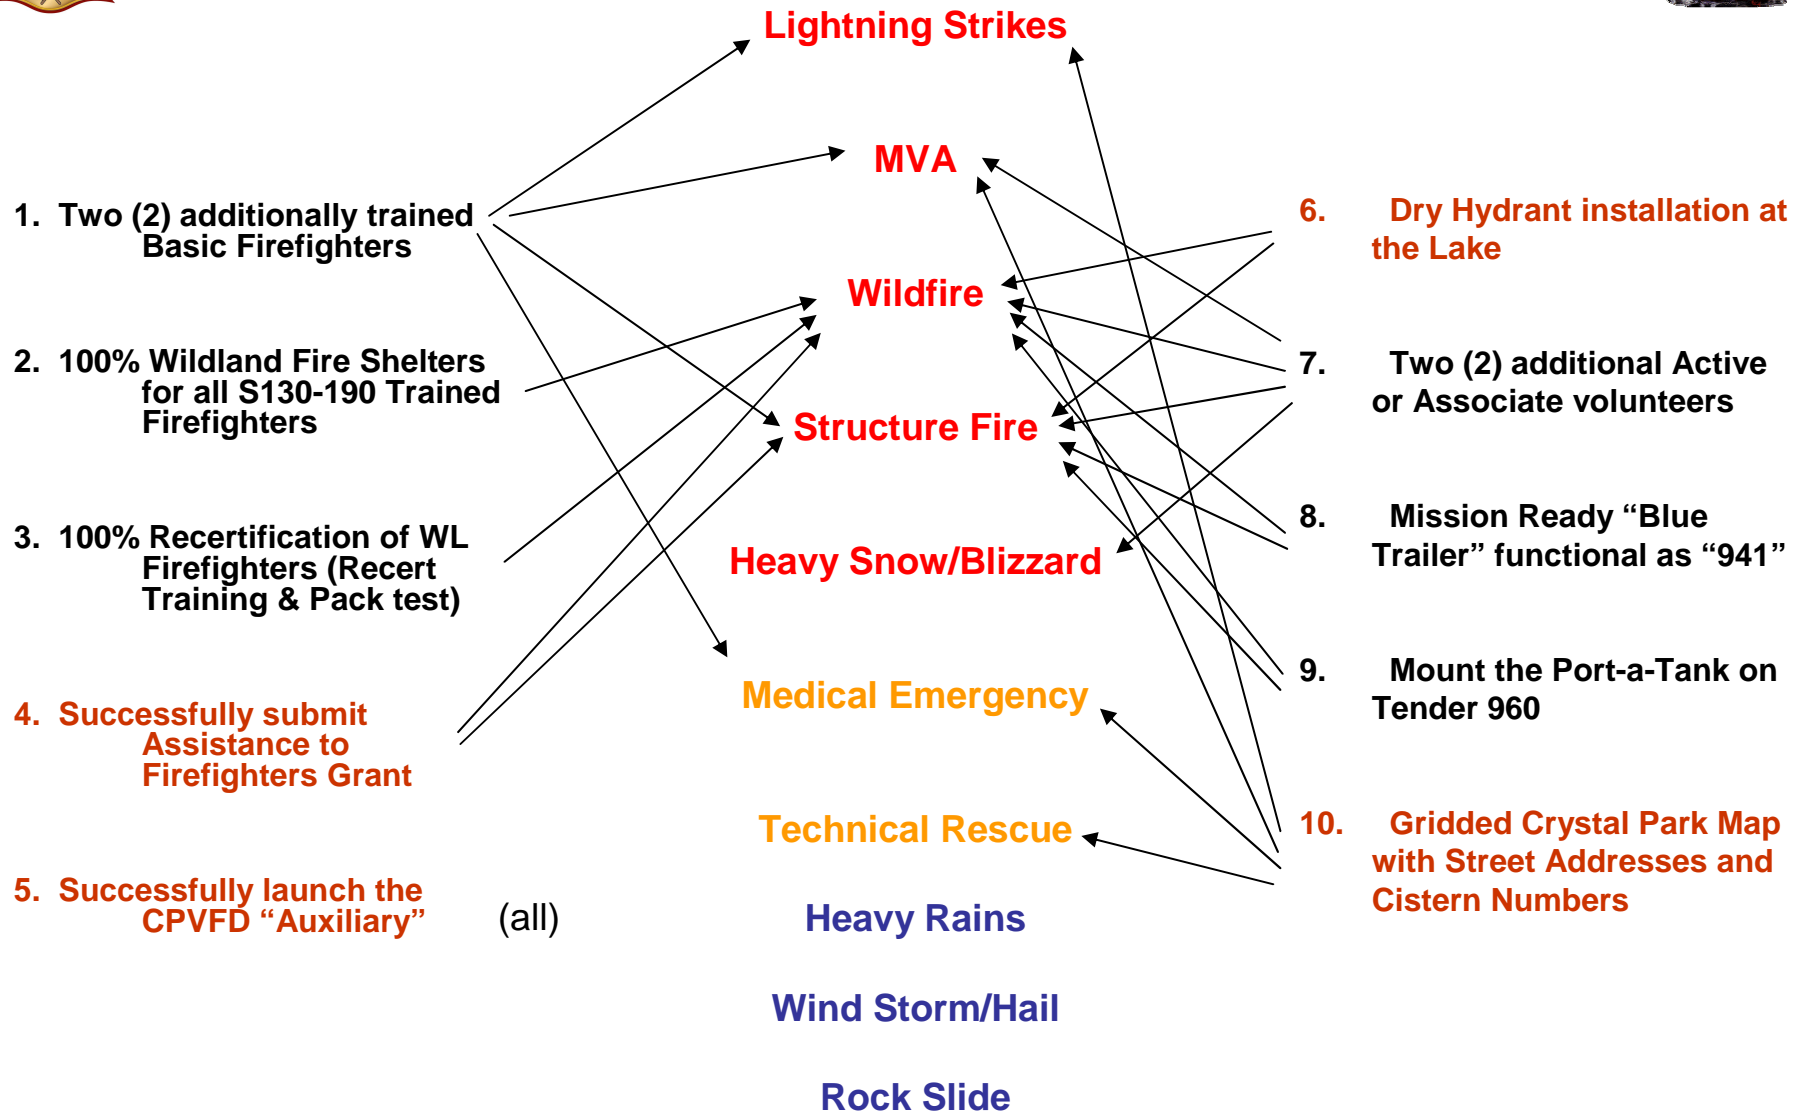 Lightning Strikes
MVA
Wildfire
Structure Fire
Heavy Snow/Blizzard
Medical Emergency
Technical Rescue
Heavy Rains
Wind Storm/Hail
Rock Slide
1. Two (2) additionally trained
Basic Firefighters
2. 100% Wildland Fire Shelters
for all S130-190 Trained
Firefighters
3. 100% Recertification of WL
Firefighters (Recert
Training & Pack test)
4. Successfully submit
Assistance to
Firefighters Grant
5. Successfully launch the
CPVFD “Auxiliary”
(all)
6. Dry Hydrant installation at
the Lake
7. Two (2) additional Active
or Associate volunteers
8. Mission Ready “Blue
Trailer” functional as “941”
9. Mount the Port-a-Tank on
Tender 960
10. Gridded Crystal Park Map
with Street Addresses and
Cistern Numbers